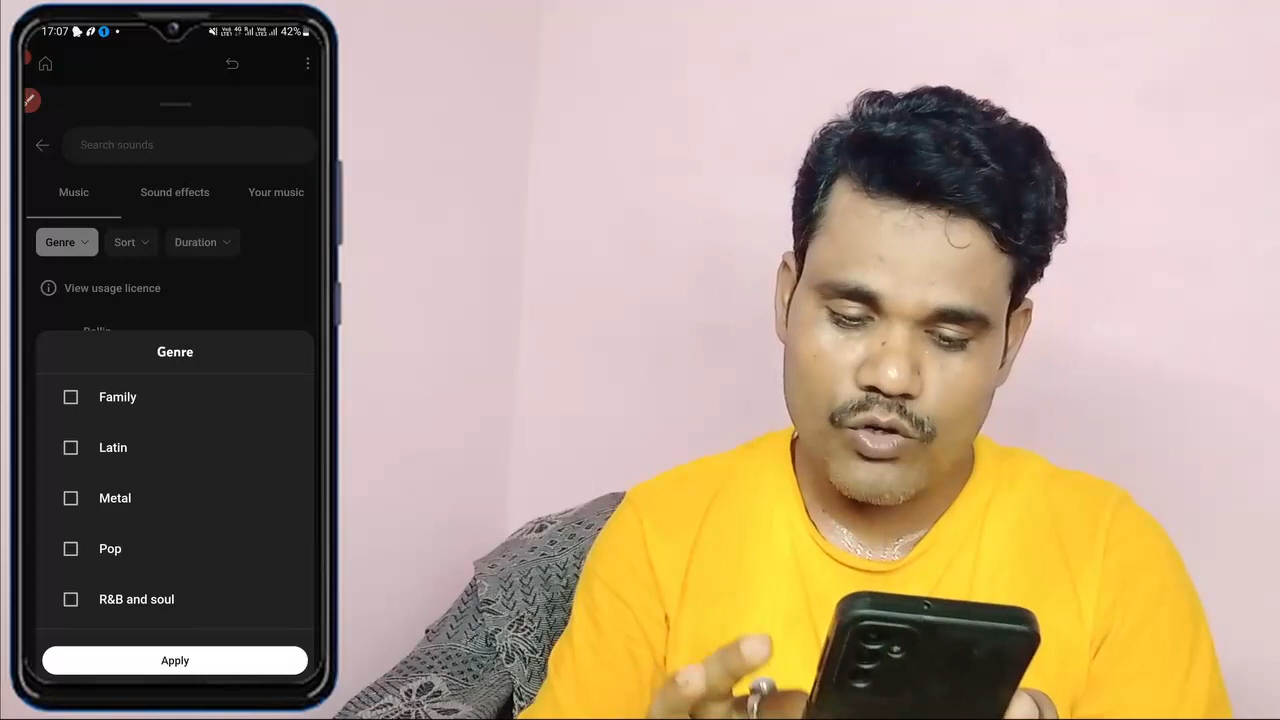 17:07 42%
Search sounds
Music Sound effects Your music
Genre Sort Duration
View usage licence
Genre
Family
Latin
Metal
Pop
R&B and soul
Apply